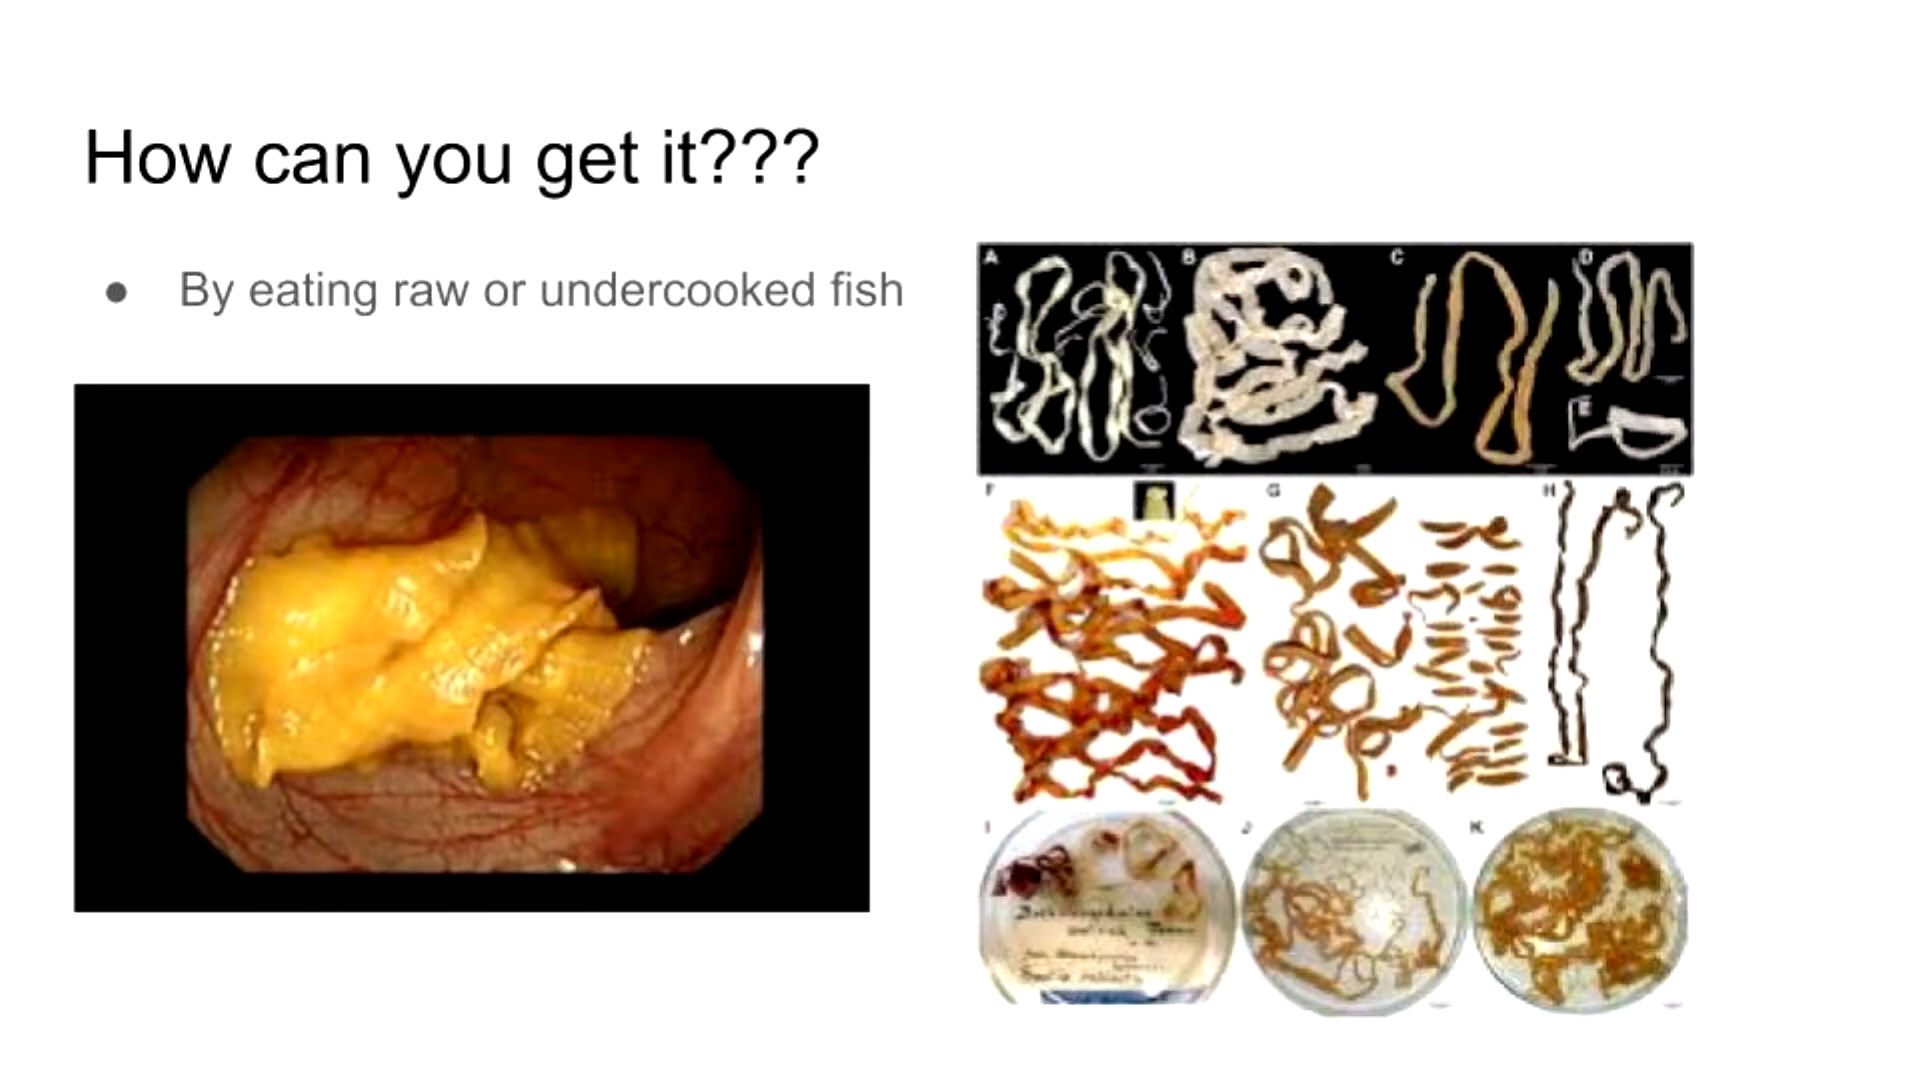 How can you get it???
● By eating raw or undercooked fish
A B C D
E
F G H
I J K